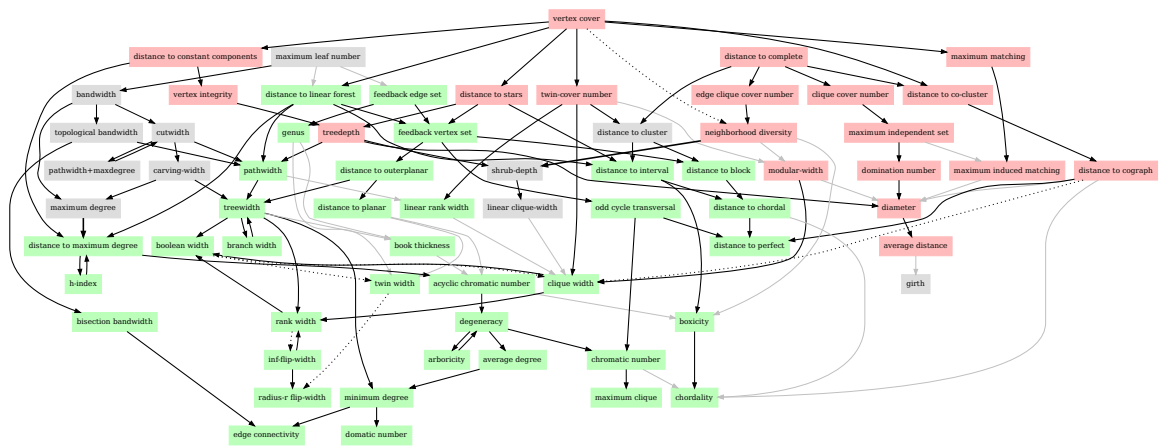 vertex cover
distance to constant components
maximum leaf number
distance to complete
maximum matching
bandwidth
vertex integrity
distance to linear forest
feedback edge set
distance to stars
twin-cover number
edge clique cover number
clique cover number
distance to co-cluster
topological bandwidth
cutwidth
genus
treedepth
feedback vertex set
distance to cluster
neighborhood diversity
maximum independent set
pathwidth+maxdegree
carving-width
pathwidth
distance to outerplanar
shrub-depth
distance to interval
distance to block
modular-width
domination number
maximum induced matching
distance to cograph
maximum degree
treewidth
distance to planar
linear rank width
linear clique-width
odd cycle transversal
distance to chordal
diameter
distance to maximum degree
boolean width
branch width
book thickness
distance to perfect
average distance
h-index
twin width
acyclic chromatic number
clique width
girth
bisection bandwidth
rank width
degeneracy
boxicity
inf-flip-width
arboricity
average degree
chromatic number
radius-r flip-width
minimum degree
maximum clique
chordality
edge connectivity
domatic number